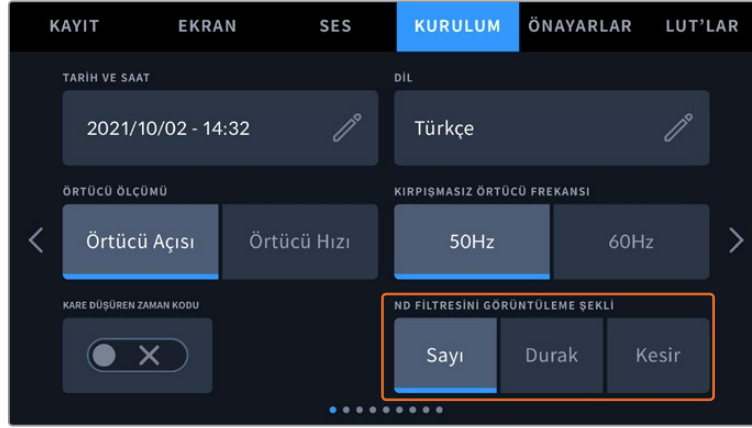 KAYIT EKRAN SES KURULUM ÖNAYARLAR LUT'LAR
TARİH VE SAAT DİL
2021/10/02 - 14:32 Türkçe
ÖRTÜCÜ ÖLÇÜMÜ KIRPIŞMASIZ ÖRTÜCÜ FREKANSI
Örtücü Açısı Örtücü Hızı 50Hz 60Hz
KARE DÜŞÜREN ZAMAN KODU ND FİLTRESİNİ GÖRÜNTÜLEME ŞEKLİ
Sayı Durak Kesir